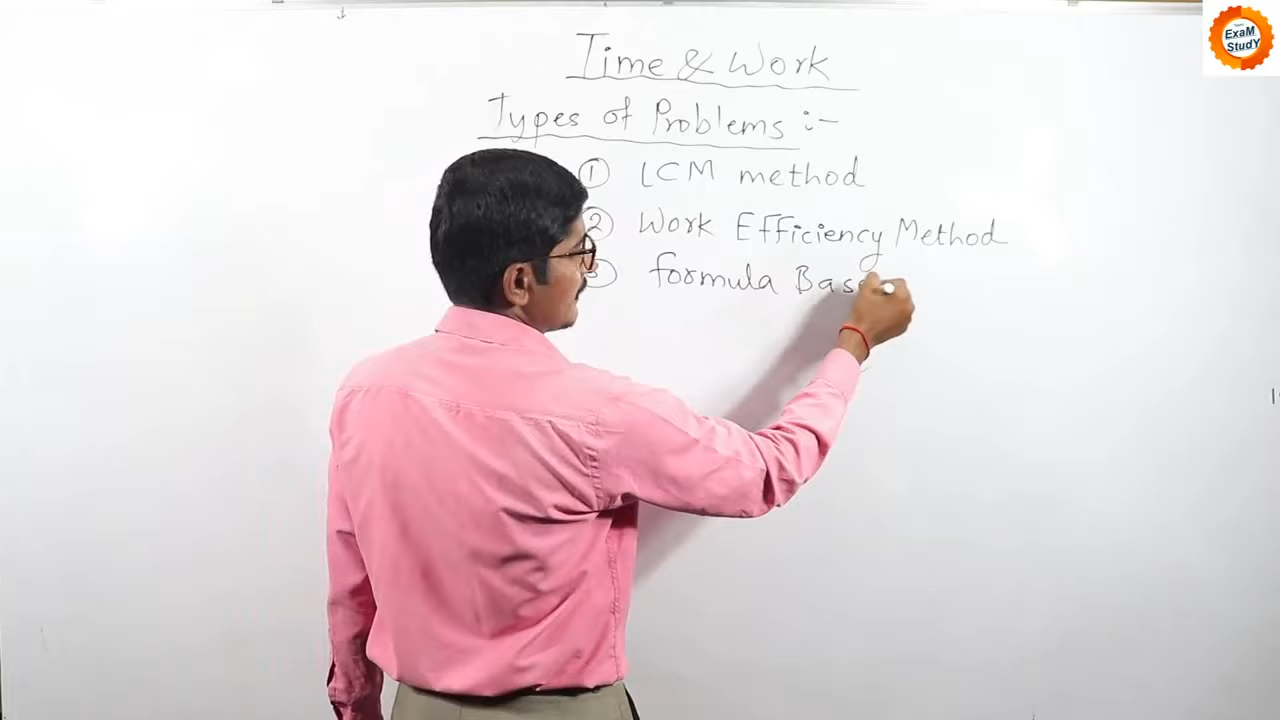 Time & Work
Types of Problems :-
① LCM method
② Work Efficiency Method
③ formula Bas
ExaM
StudY